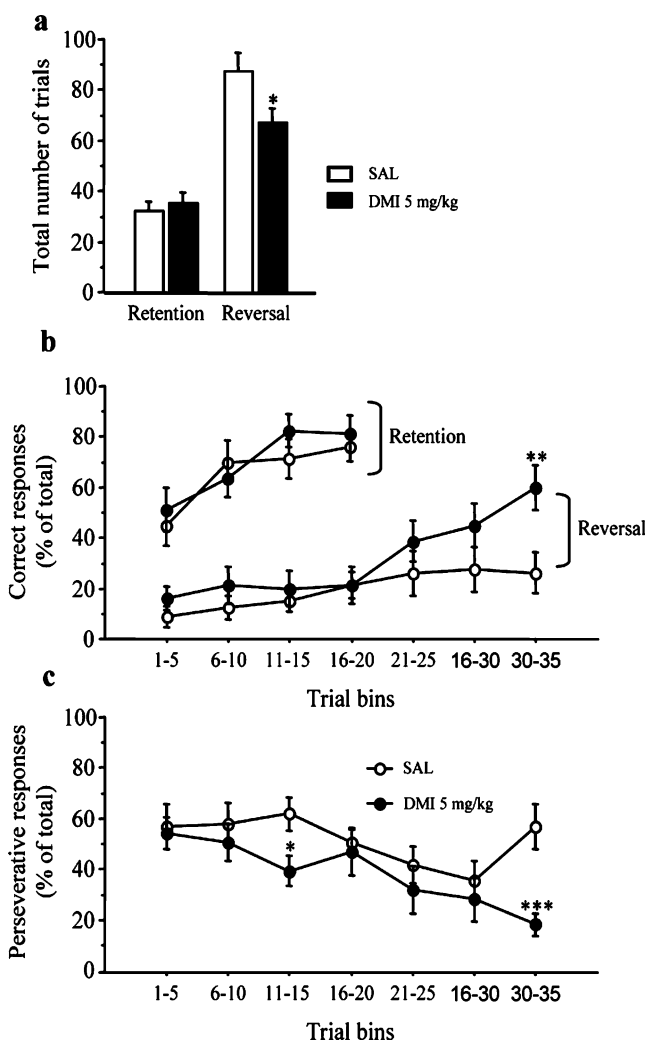 a
100
80
60
40
20
0
Total number of trials
*
SAL
DMI 5 mg/kg
Retention
Reversal
b
100
80
60
40
20
0
Correct responses
(% of total)
Retention
**
Reversal
1-5 6-10 11-15 16-20 21-25 16-30 30-35
Trial bins
c
100
80
60
40
20
0
Perseverative responses
(% of total)
SAL
DMI 5 mg/kg
*
***
1-5 6-10 11-15 16-20 21-25 16-30 30-35
Trial bins